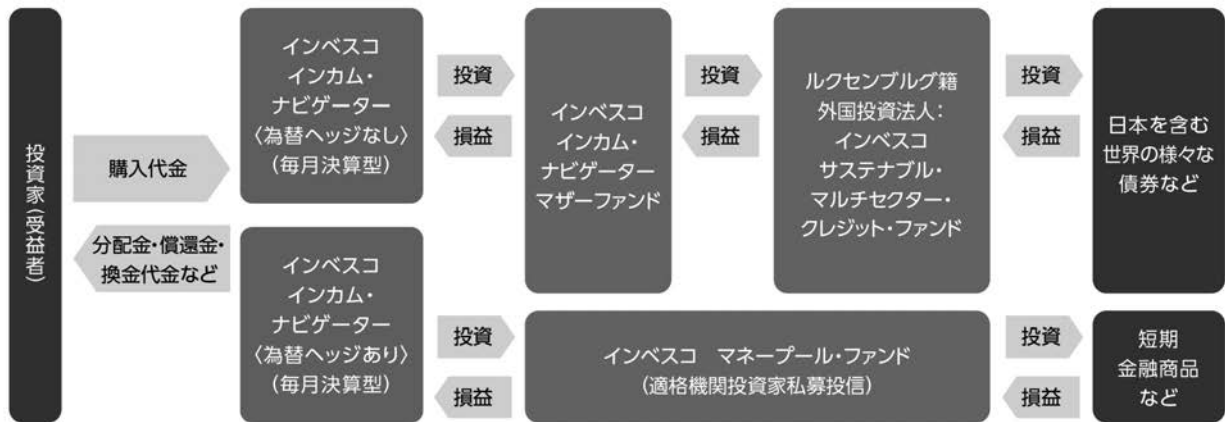 投資家(受益者)
購入代金
分配金・償還金・
換金代金など
インベスコ
インカム・
ナビゲーター
〈為替ヘッジなし〉
(毎月決算型)
インベスコ
インカム・
ナビゲーター
〈為替ヘッジあり〉
(毎月決算型)
投資
損益
インベスコ
インカム・
ナビゲーター
マザーファンド
投資
損益
ルクセンブルグ籍
外国投資法人:
インベスコ
サステナブル・
マルチセクター・
クレジット・ファンド
投資
損益
日本を含む
世界の様々な
債券など
投資
損益
インベスコ　マネープール・ファンド
(適格機関投資家私募投信)
投資
損益
短期
金融商品
など